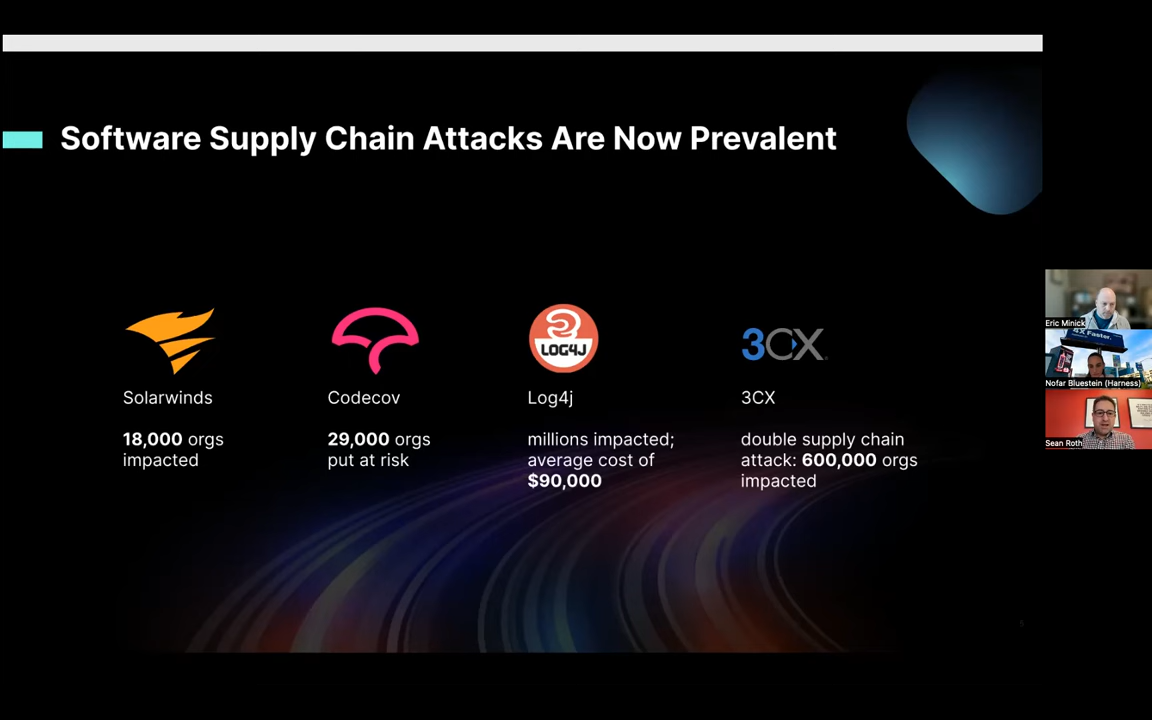 Software Supply Chain Attacks Are Now Prevalent
LOG4J
3CX
Solarwinds
Codecov
Log4j
3CX
18,000 orgs
impacted
29,000 orgs
put at risk
millions impacted;
average cost of
$90,000
double supply chain
attack: 600,000 orgs
impacted
Eric Minick
4X Faster.
Nofar Bluestein (Harness)
Sean Roth